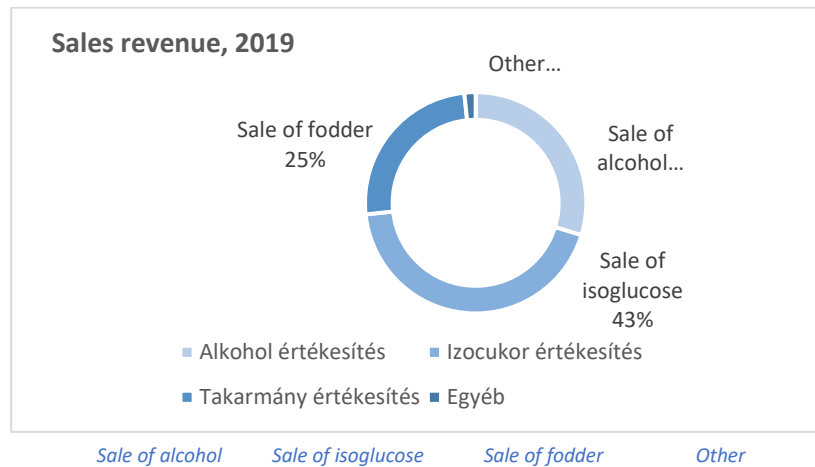 Sales revenue, 2019
Other...
Sale of fodder
25%
Sale of
alcohol...
Sale of
isoglucose
43%
Alkohol értékesítés
Izocukor értékesítés
Takarmány értékesítés
Egyéb
Sale of alcohol
Sale of isoglucose
Sale of fodder
Other